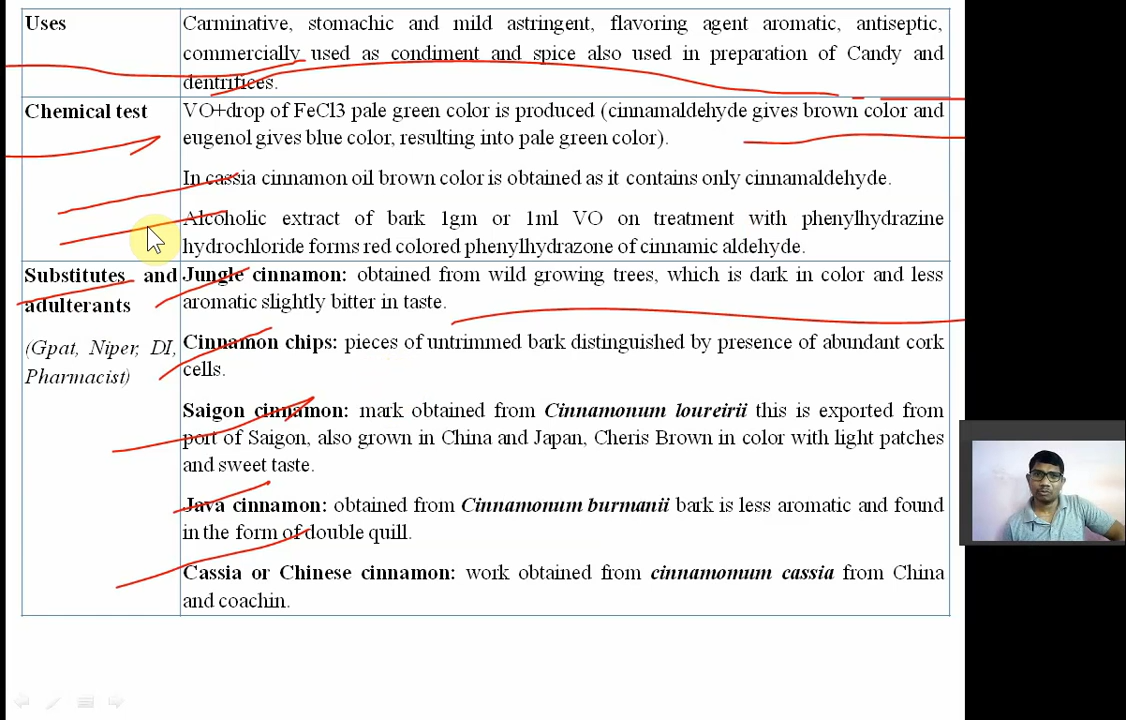 Uses
Carminative, stomachic and mild astringent, flavoring agent aromatic, antiseptic,
commercially used as condiment and spice also used in preparation of Candy and
dentrifices.
Chemical test
VO+drop of FeCl3 pale green color is produced (cinnamaldehyde gives brown color and
eugenol gives blue color, resulting into pale green color).
In cassia cinnamon oil brown color is obtained as it contains only cinnamaldehyde.
Alcoholic extract of bark 1gm or 1ml VO on treatment with phenylhydrazine
hydrochloride forms red colored phenylhydrazone of cinnamic aldehyde.
Substitutes and
adulterants
(Gpat, Niper, DI,
Pharmacist)
Jungle cinnamon: obtained from wild growing trees, which is dark in color and less
aromatic slightly bitter in taste.
Cinnamon chips: pieces of untrimmed bark distinguished by presence of abundant cork
cells.
Saigon cinnamon: mark obtained from Cinnamonum loureirii this is exported from
port of Saigon, also grown in China and Japan, Cheris Brown in color with light patches
and sweet taste.
Java cinnamon: obtained from Cinnamonum burmanii bark is less aromatic and found
in the form of double quill.
Cassia or Chinese cinnamon: work obtained from cinnamomum cassia from China
and coachin.